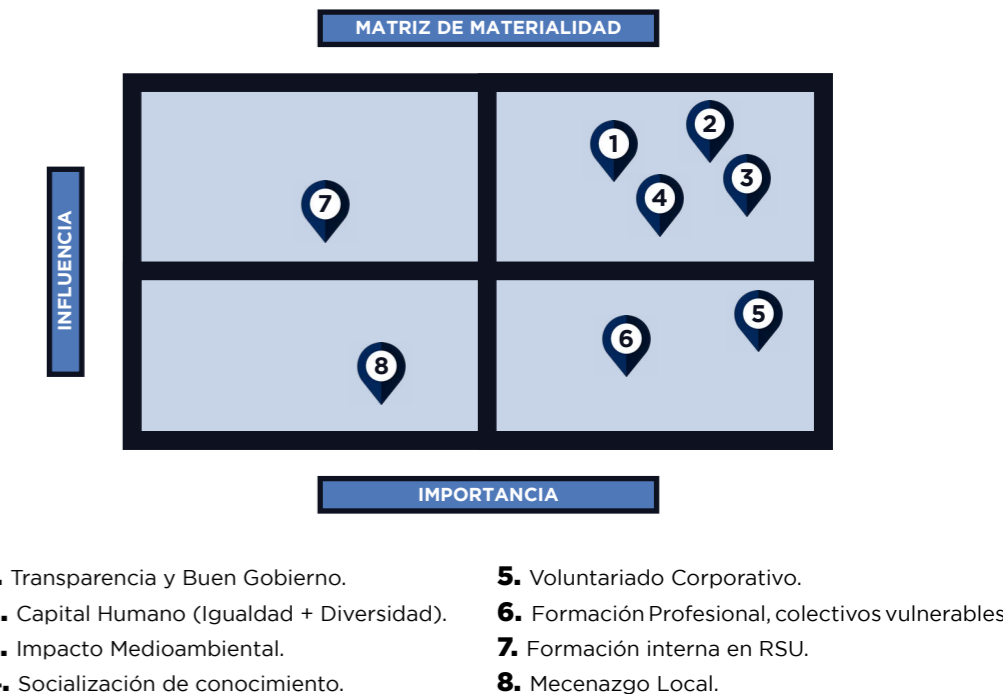 MATRIZ DE MATERIALIDAD
2
1
3
4
7
INFLUENCIA
5
6
8
IMPORTANCIA
. Transparencia y Buen Gobierno.
. Capital Humano (Igualdad + Diversidad).
. Impacto Medioambiental.
. Socialización de conocimiento.
5. Voluntariado Corporativo.
6. Formación Profesional, colectivos vulnerables
7. Formación interna en RSU.
8. Mecenazgo Local.